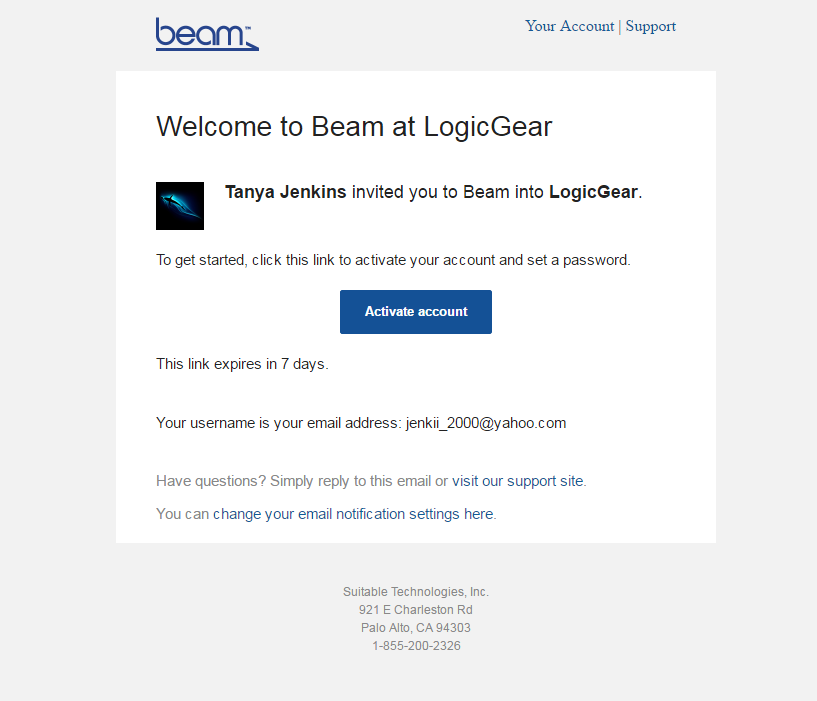 beam™
Your Account | Support
Welcome to Beam at LogicGear
Tanya Jenkins invited you to Beam into LogicGear.
To get started, click this link to activate your account and set a password.
Activate account
This link expires in 7 days.
Your username is your email address: jenkii_2000@yahoo.com
Have questions? Simply reply to this email or visit our support site.
You can change your email notification settings here.
Suitable Technologies, Inc.
921 E Charleston Rd
Palo Alto, CA 94303
1-855-200-2326